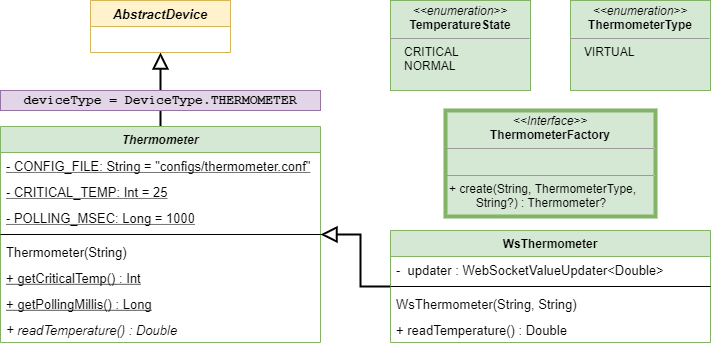 AbstractDevice
deviceType = DeviceType.THERMOMETER
Thermometer
- CONFIG_FILE: String = "configs/thermometer.conf"
- CRITICAL_TEMP: Int = 25
- POLLING_MSEC: Long = 1000
Thermometer(String)
+ getCriticalTemp() : Int
+ getPollingMillis() : Long
+ readTemperature() : Double
<<enumeration>>
TemperatureState
CRITICAL
NORMAL
<<enumeration>>
ThermometerType
VIRTUAL
<<Interface>>
ThermometerFactory
+ create(String, ThermometerType,
String?) : Thermometer?
WsThermometer
- updater : WebSocketValueUpdater<Double>
WsThermometer(String, String)
+ readTemperature() : Double